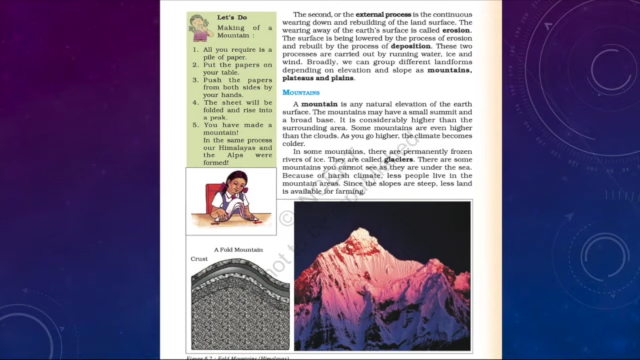 Let's Do
Making of a
Mountain :
1. All you require is a
pile of paper.
2. Put the papers on
your table.
3. Push the papers
from both sides by
your hands.
4. The sheet will be
folded and rise into
a peak.
5. You have made a
mountain!
In the same process
our Himalayas and
the Alps were
formed!
A Fold Mountain
Crust
The second, or the external process is the continuous
wearing down and rebuilding of the land surface. The
wearing away of the earth's surface is called erosion.
The surface is being lowered by the process of erosion
and rebuilt by the process of deposition. These two
processes are carried out by running water, ice and
wind. Broadly, we can group different landforms
depending on elevation and slope as mountains,
plateaus and plains.
MOUNTAINS
A mountain is any natural elevation of the earth
surface. The mountains may have a small summit and
a broad base. It is considerably higher than the
surrounding area. Some mountains are even higher
than the clouds. As you go higher, the climate becomes
colder.
In some mountains, there are permanently frozen
rivers of ice. They are called glaciers. There are some
mountains you cannot see as they are under the sea.
Because of harsh climate, less people live in the
mountain areas. Since the slopes are steep, less land
is available for farming.
Fold Mountains (Himalayas)